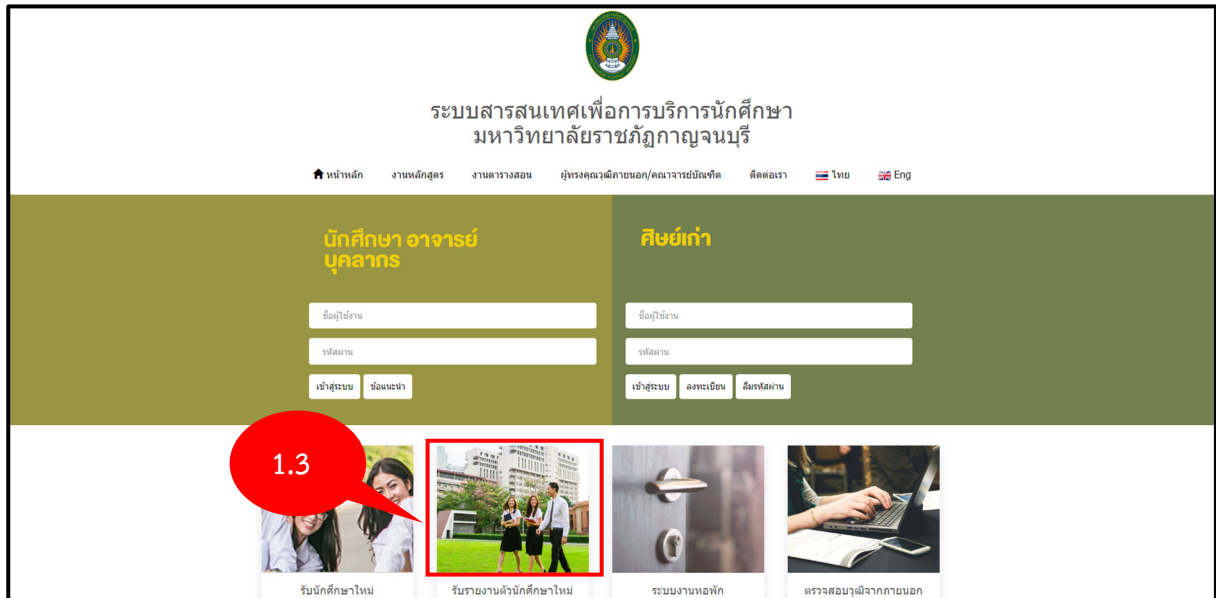 ระบบสารสนเทศเพื่อการบริการนักศึกษา
มหาวิทยาลัยราชภัฏกาญจนบุรี
หน้าหลัก งานหลักสูตร งานตารางสอน ผู้ทรงคุณวุฒิภายนอก/คณาจารย์บัณฑิต ติดต่อเรา ไทย Eng
นักศึกษา อาจารย์
บุคลากร
ศิษย์เก่า
ชื่อผู้ใช้งาน
รหัสผ่าน
เข้าสู่ระบบ ข้อแนะนำ
ชื่อผู้ใช้งาน
รหัสผ่าน
เข้าสู่ระบบ ลงทะเบียน ลืมรหัสผ่าน
1.3
รับนักศึกษาใหม่ รับรายงานตัวนักศึกษาใหม่ ระบบงานหอพัก ตรวจสอบวุฒิจากภายนอก